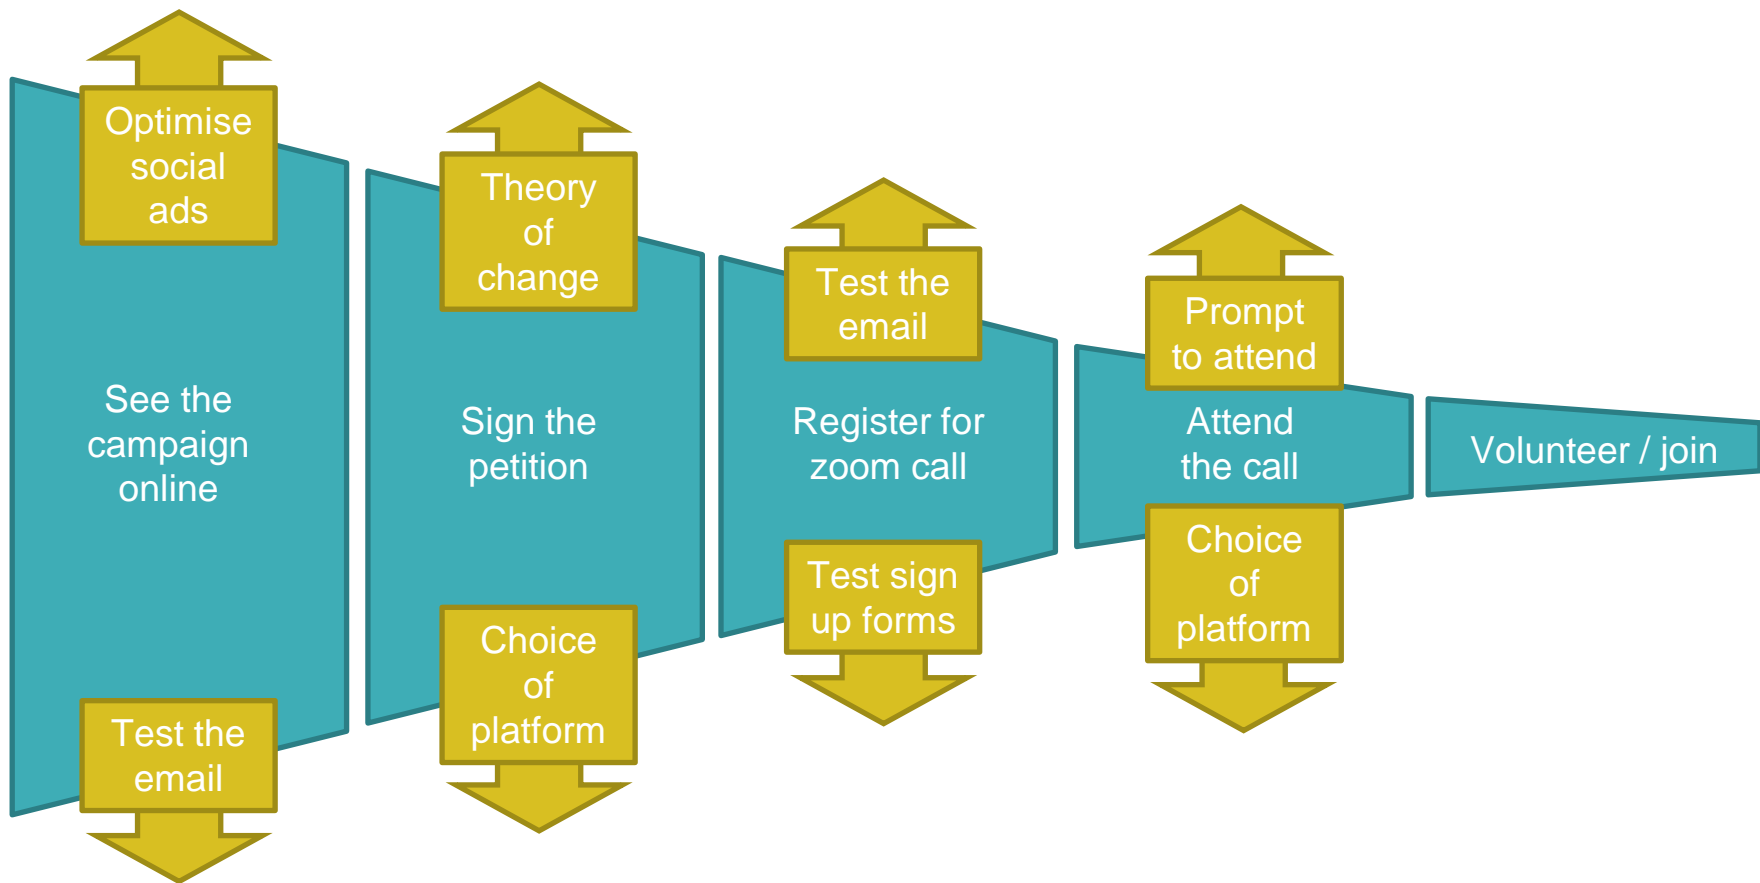 Optimise
social
ads
See the
campaign
online
Test the
email
Theory
of
change
Sign the
petition
Choice
of
platform
Test the
email
Register for
zoom call
Test sign
up forms
Prompt
to attend
Attend
the call
Choice
of
platform
Volunteer / join